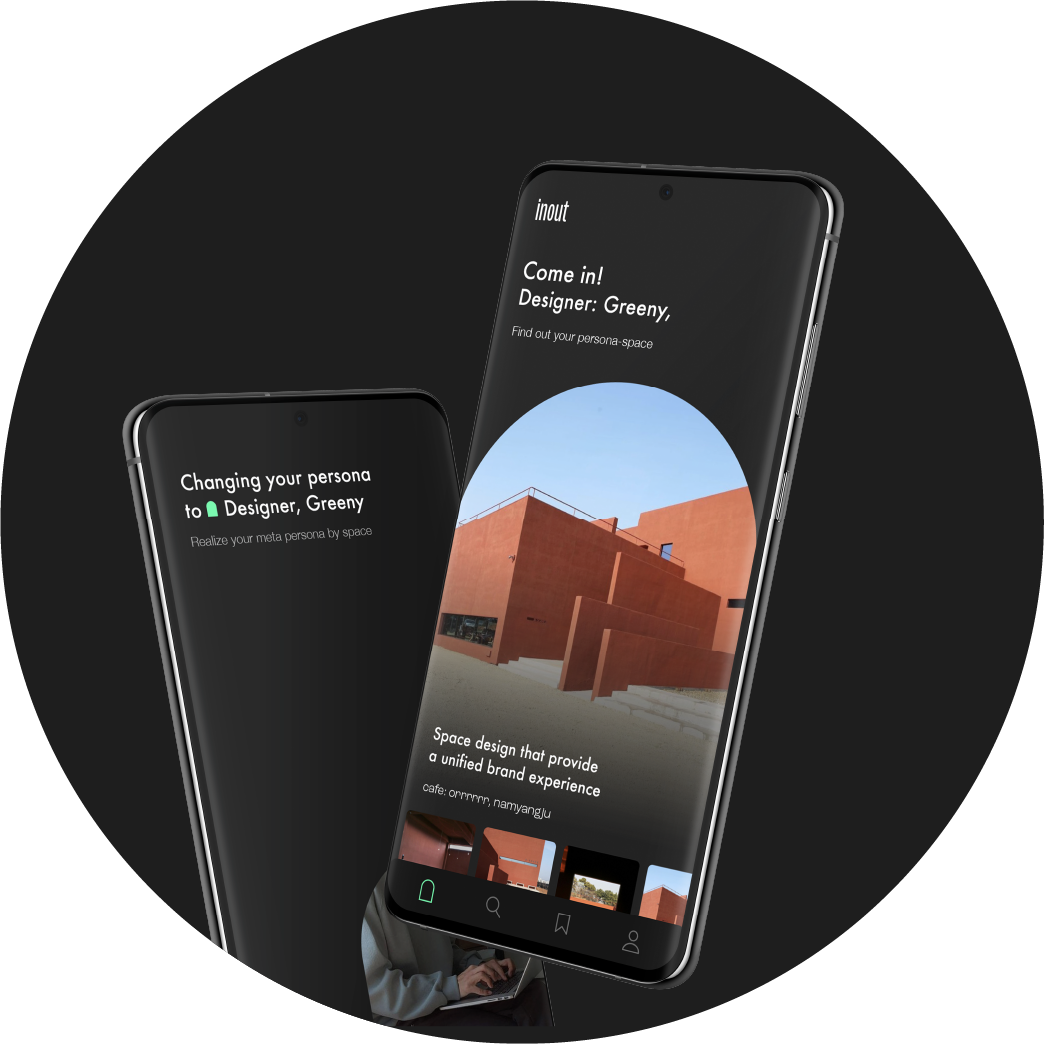 inout
Come in!
Designer: Greeny,
Find out your persona-space
Space design that provide
a unified brand experience
cafe: orrrrrr, namyangju
Changing your persona
to Designer, Greeny
Realize your meta persona by space